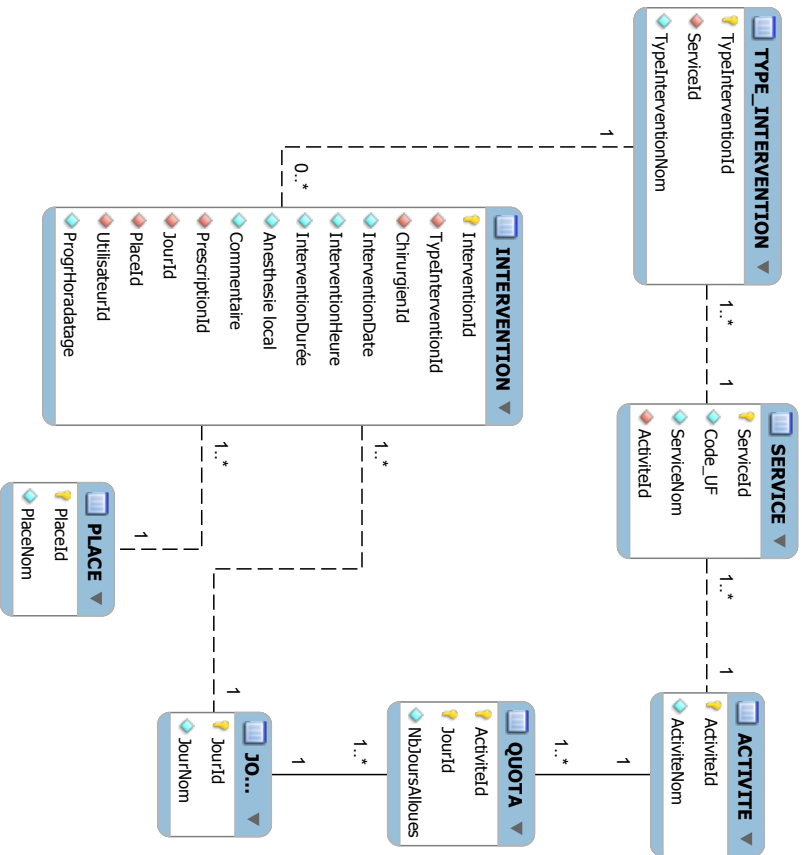 TYPE_INTERVENTION
TypeInterventionId
ServiceId
TypeInterventionNom
1..*
1
SERVICE
ServiceId
Code_UF
ServiceNom
ActiviteId
1..*
1
ACTIVITE
ActiviteId
ActiviteNom
1
0..*
INTERVENTION
InterventionId
TypeInterventionId
ChirurgienId
InterventionDate
InterventionHeure
InterventionDurée
Anesthesie local
Commentaire
PrescriptionId
JourId
PlaceId
UtilisateurId
ProgrHoradatage
1..*
1..*
1
1
PLACE
PlaceId
PlaceNom
1
1..*
QUOTA
ActiviteId
JourId
NbJoursAlloues
1..*
1
JO...
JourId
JourNom